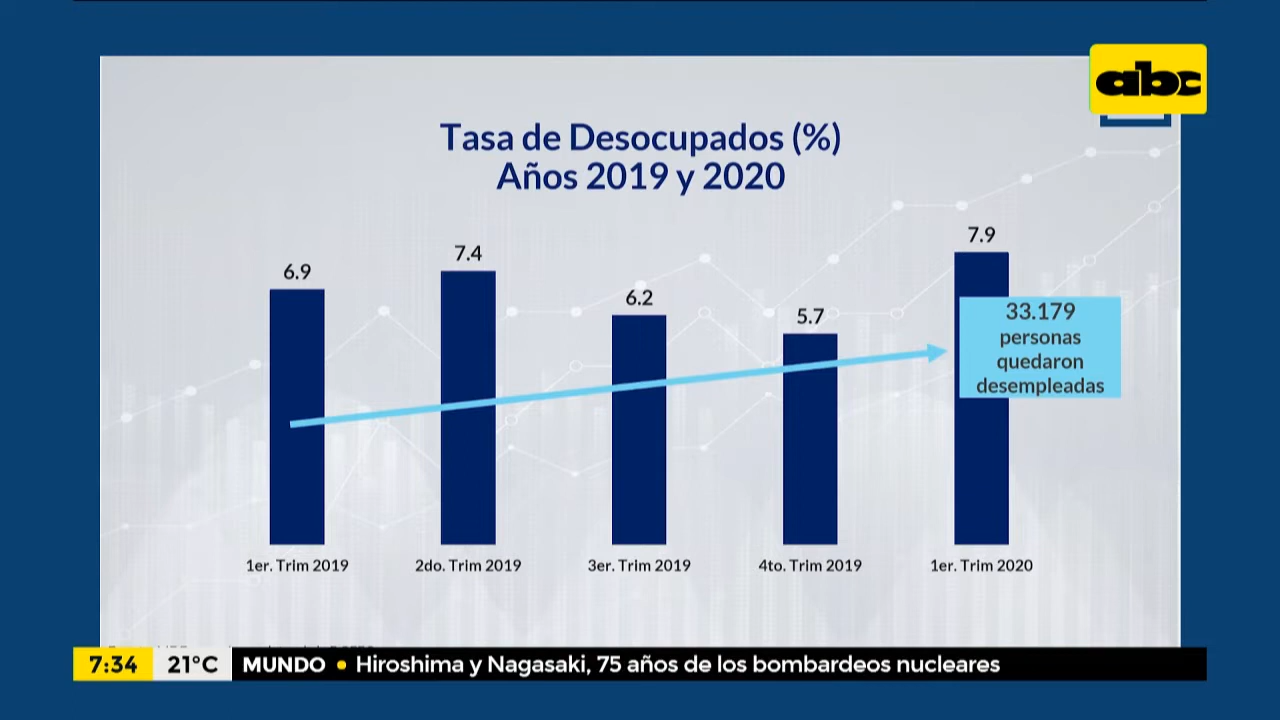 abc
Tasa de Desocupados (%)
Años 2019 y 2020
6.9
7.4
6.2
5.7
7.9
33.179
personas
quedaron
desempleadas
1er. Trim 2019
2do. Trim 2019
3er. Trim 2019
4to. Trim 2019
1er. Trim 2020
7:34
21°C
MUNDO • Hiroshima y Nagasaki, 75 años de los bombardeos nucleares